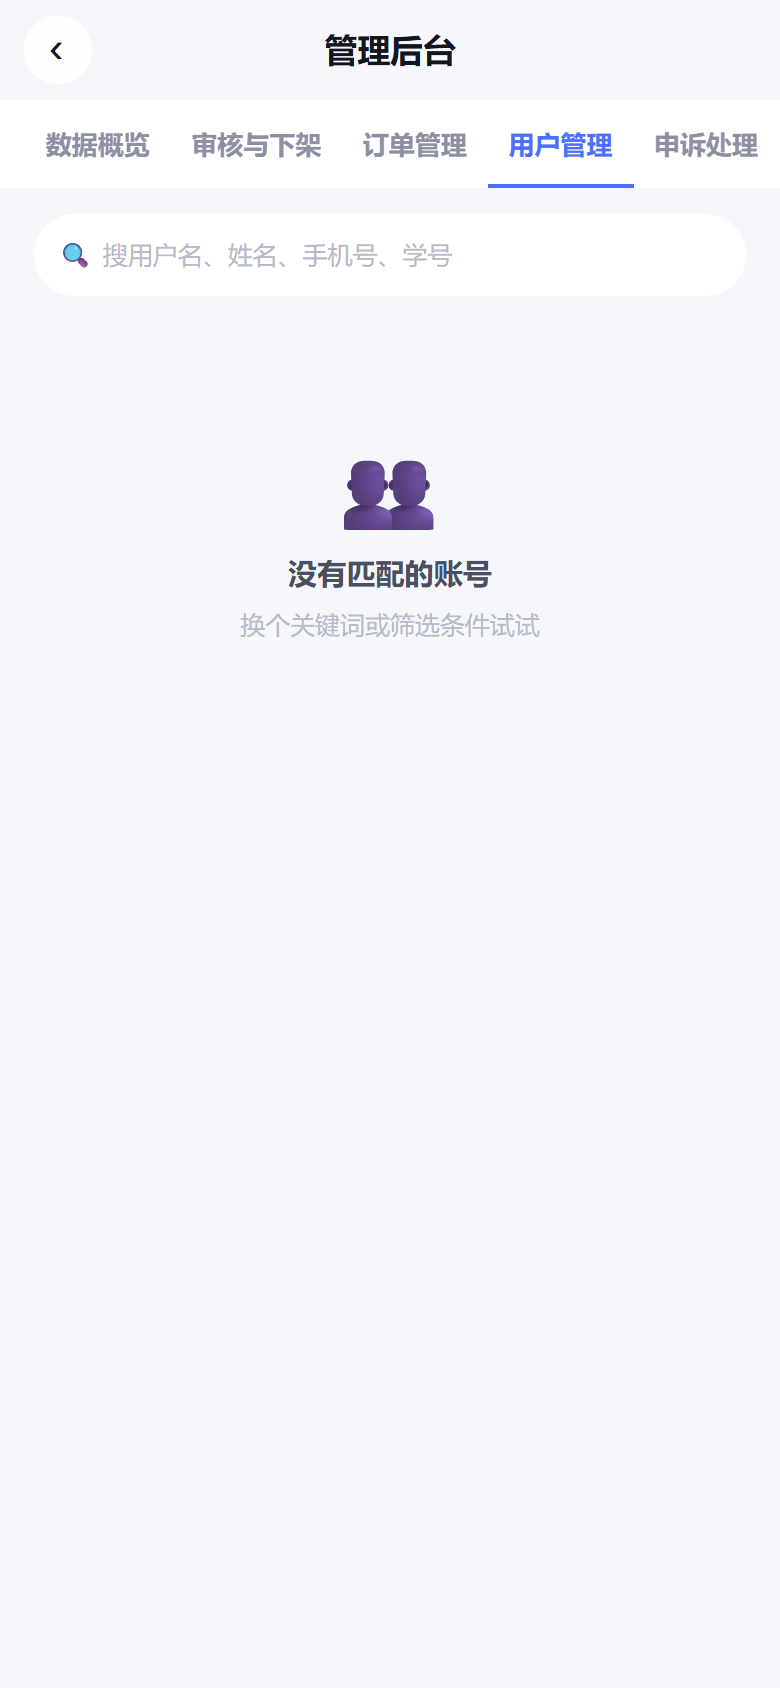 管理后台
数据概览 审核与下架 订单管理 用户管理 申诉处理
搜用户名、姓名、手机号、学号
没有匹配的账号
换个关键词或筛选条件试试